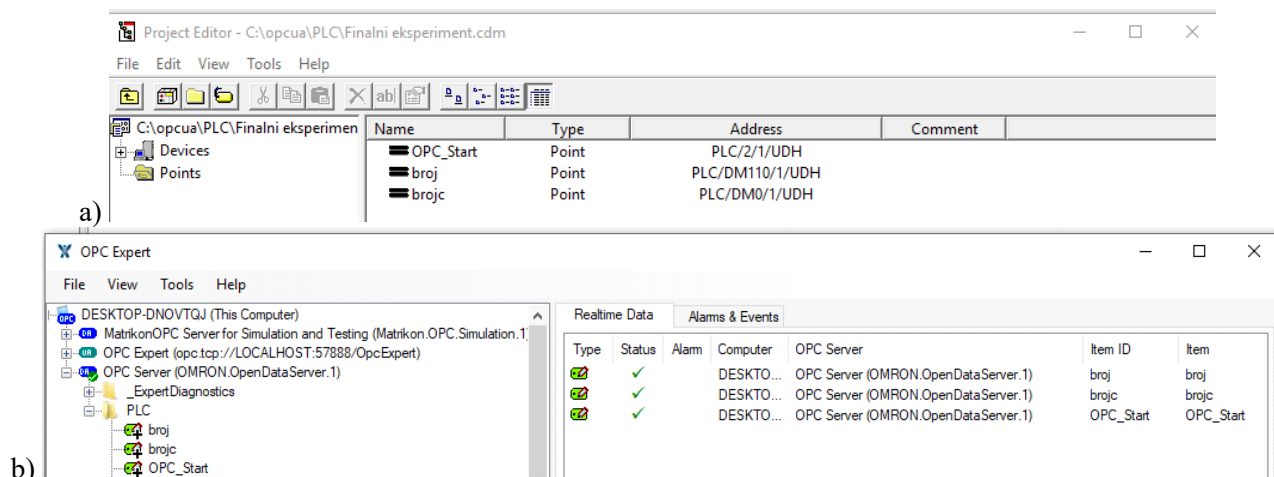 Project Editor - C:\opcua\PLC\Finalni eksperiment.cdm
File Edit View Tools Help
ab
C:\opcua\PLC\Finalni eksperimen Name Type Address Comment
Devices OPC_Start Point PLC/2/1/UDH
Points broj Point PLC/DM110/1/UDH
brojc Point PLC/DM0/1/UDH
a)
OPC Expert
File View Tools Help
OPC DESKTOP-DNOVTQJ (This Computer) Realtime Data Alarms & Events
DA MatrikonOPC Server for Simulation and Testing (Matrikon.OPC.Simulation.1)
Type Status Alarm Computer OPC Server Item ID Item
UA OPC Expert (opc.tcp://LOCALHOST:57888/OpcExpert)
DA OPC Server (OMRON.OpenDataServer.1) DESKTO... OPC Server (OMRON.OpenDataServer.1) broj broj
_ExpertDiagnostics DESKTO... OPC Server (OMRON.OpenDataServer.1) brojc brojc
PLC DESKTO... OPC Server (OMRON.OpenDataServer.1) OPC_Start OPC_Start
broj
brojc
OPC_Start
b)